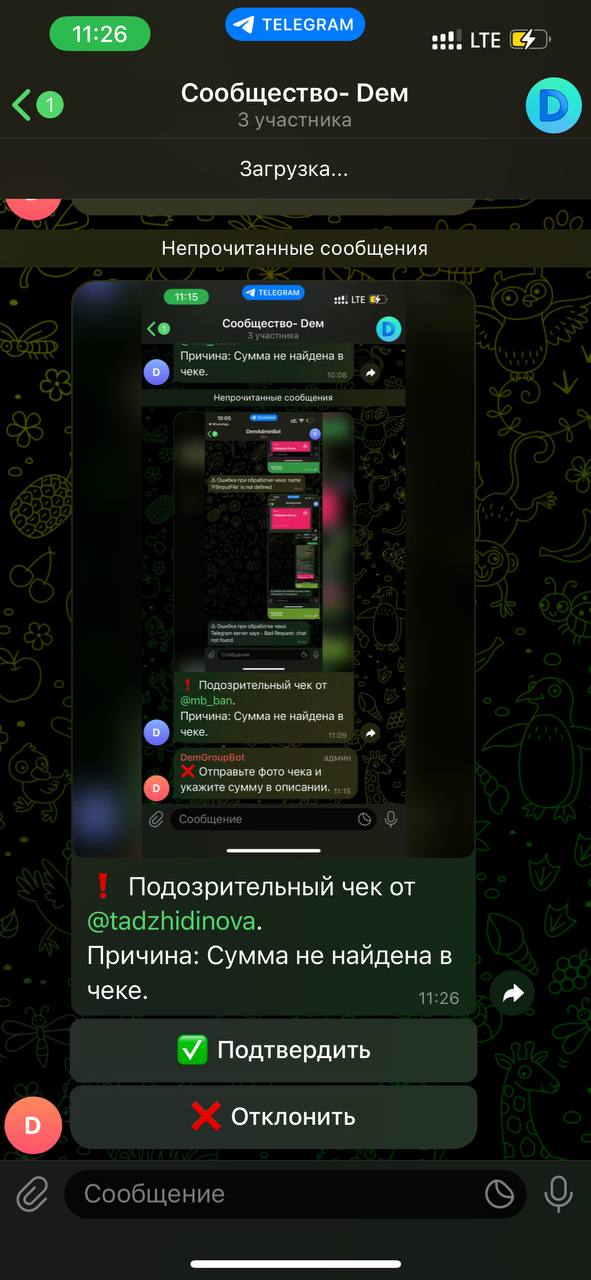 11:26
TELEGRAM
LTE
1
Сообщество- Dем
3 участника
D
Загрузка...
Непрочитанные сообщения
11:15
TELEGRAM
LTE
1
Сообщество- Dем
3 участника
D
Причина: Сумма не найдена в
чеке.
10:08
D
Непрочитанные сообщения
10:05
TELEGRAM
WhatsApp
DemAdminBot
1000
⚠ Ошибка при обработке чека: name
'FSInputFile' is not defined
1000
⚠ Ошибка при обработке чека:
Telegram server says - Bad Request: chat
not found
Сообщение
❗ Подозрительный чек от
@mb_ban.
Причина: Сумма не найдена в
чеке.
11:09
D
DemGroupBot
админ
❌ Отправьте фото чека и
укажите сумму в описании.
11:15
D
Сообщение
❗ Подозрительный чек от
@tadzhidinova.
Причина: Сумма не найдена в
чеке.
11:26
✅ Подтвердить
❌ Отклонить
D
Сообщение